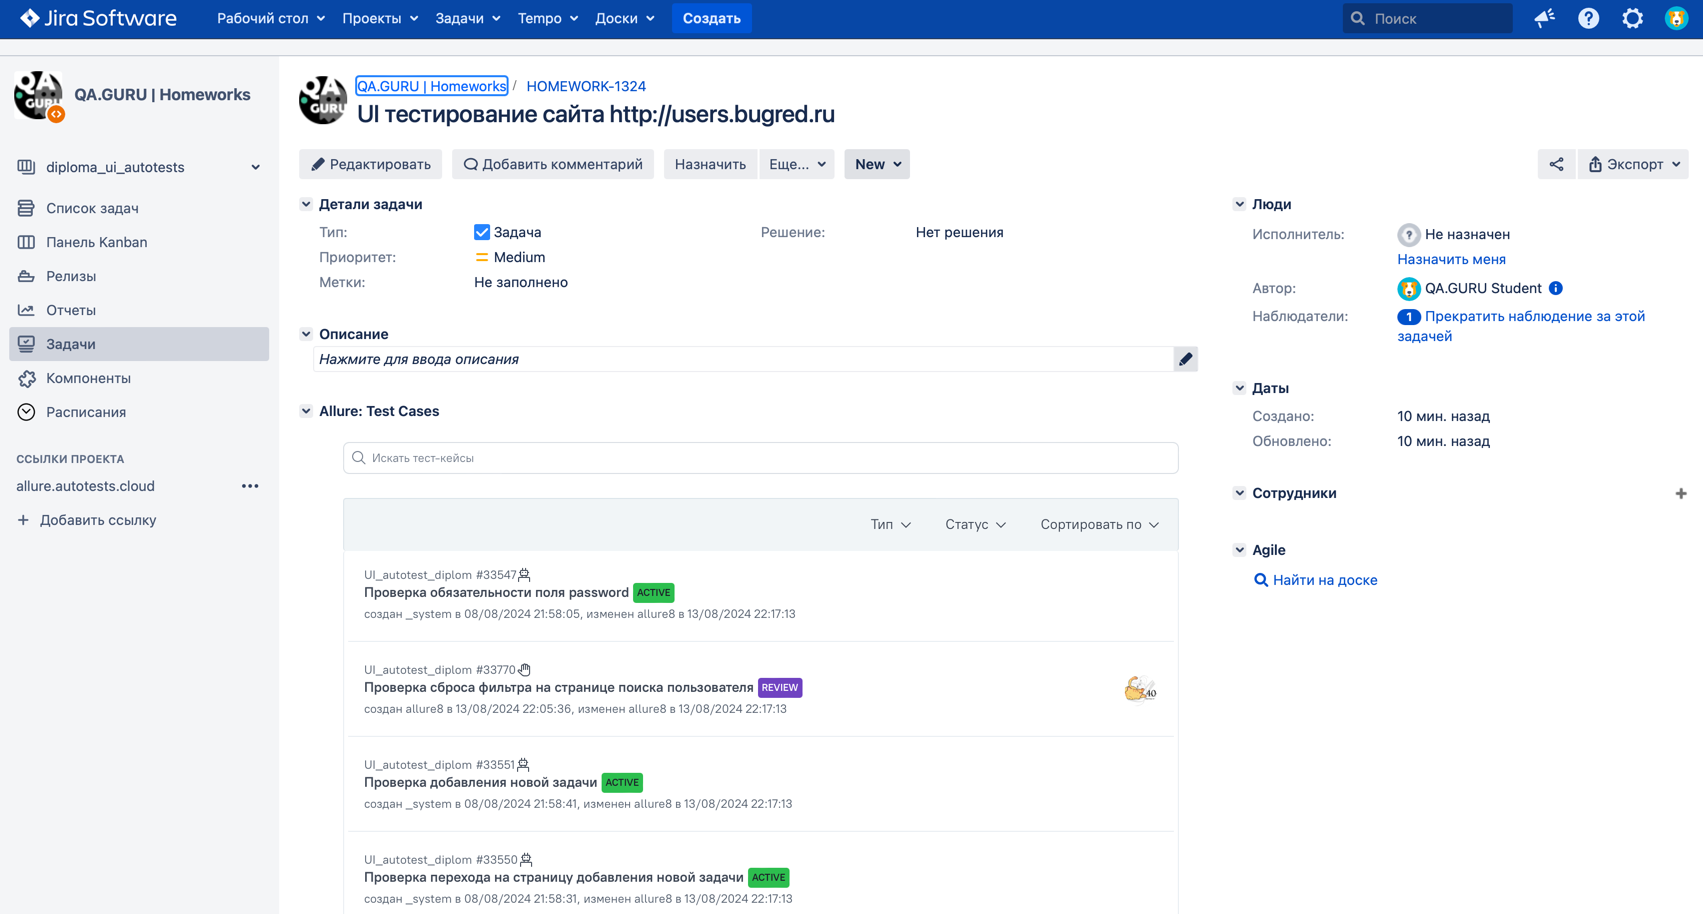 Jira Software
Рабочий стол
Проекты
Задачи
Tempo
Доски
Создать
Поиск
QA.GURU | Homeworks
diploma_ui_autotests
Список задач
Панель Kanban
Релизы
Отчеты
Задачи
Компоненты
Расписания
ССЫЛКИ ПРОЕКТА
allure.autotests.cloud
Добавить ссылку
QA.GURU | Homeworks / HOMEWORK-1324
UI тестирование сайта http://users.bugred.ru
Редактировать
Добавить комментарий
Назначить
Еще...
New
Экспорт
Детали задачи
Тип: Задача
Решение: Нет решения
Приоритет: Medium
Метки: Не заполнено
Описание
Нажмите для ввода описания
Allure: Test Cases
Искать тест-кейсы
Тип
Статус
Сортировать по
UI_autotest_diplom #33547
Проверка обязательности поля password ACTIVE
создан _system в 08/08/2024 21:58:05, изменен allure8 в 13/08/2024 22:17:13
UI_autotest_diplom #33770
Проверка сброса фильтра на странице поиска пользователя REVIEW
создан allure8 в 13/08/2024 22:05:36, изменен allure8 в 13/08/2024 22:17:13
40
UI_autotest_diplom #33551
Проверка добавления новой задачи ACTIVE
создан _system в 08/08/2024 21:58:41, изменен allure8 в 13/08/2024 22:17:13
UI_autotest_diplom #33550
Проверка перехода на страницу добавления новой задачи ACTIVE
создан _system в 08/08/2024 21:58:31, изменен allure8 в 13/08/2024 22:17:13
Люди
Исполнитель: Не назначен
Назначить меня
Автор: QA.GURU Student
Наблюдатели: 1 Прекратить наблюдение за этой
задачей
Даты
Создано: 10 мин. назад
Обновлено: 10 мин. назад
Сотрудники
Agile
Найти на доске
QA
GURU
QA
GURU